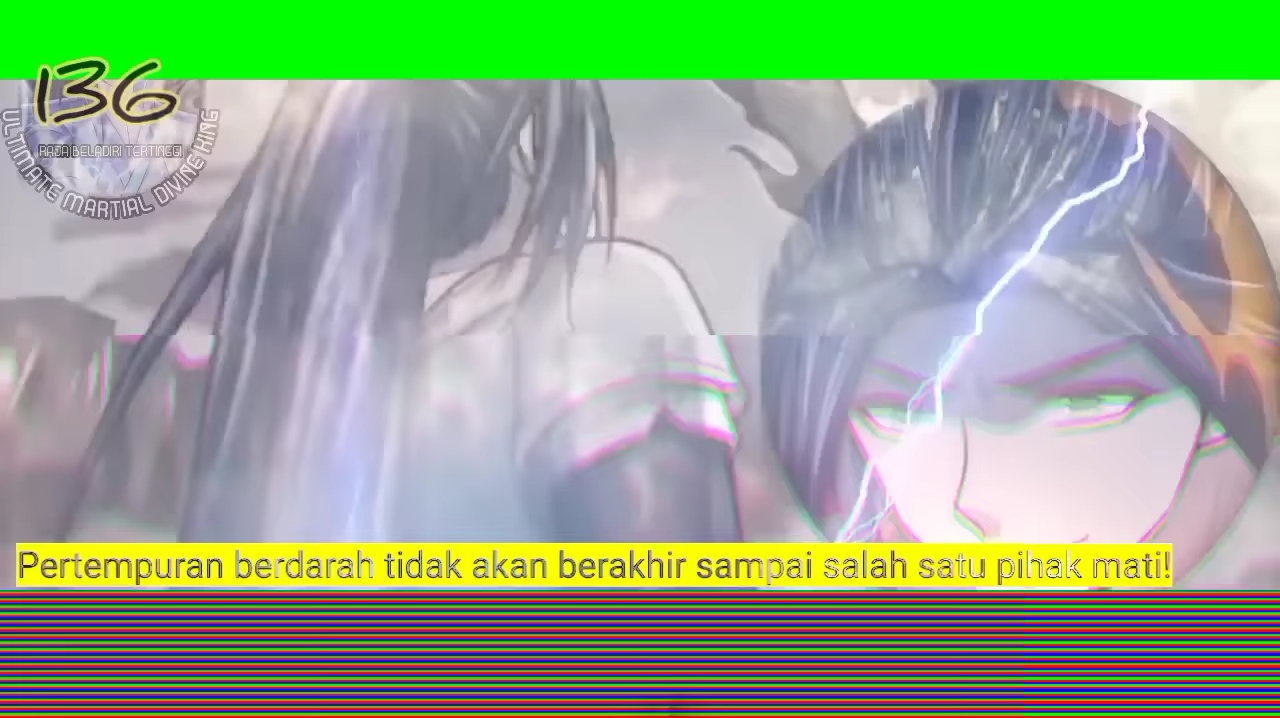 136
RAJA BELADIRI TERTINGGI
ULTIMATE MARTIAL DIVINE KING
Pertempuran berdarah tidak akan berakhir sampai salah satu pihak mati!